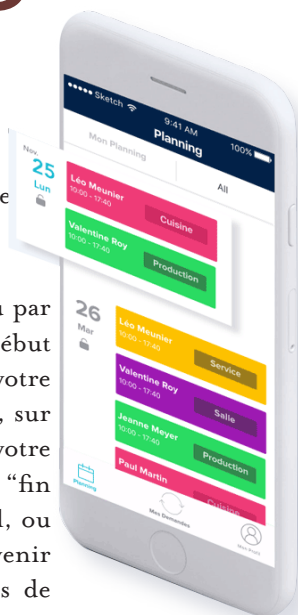 Sketch 9:41 AM 100%
Planning
Mon Planning All
Nov
25
Lun
Léo Meunier
10:00 - 17:40
Cuisine
Valentine Roy
10:00 - 17:40
Production
26
Mar
Léo Meunier
10:00 - 17:40
Service
Valentine Roy
10:00 - 17:40
Salle
Jeanne Meyer
10:00 - 17:40
Production
Paul Martin
Cuisine
Planning
Mes Demandes
Mon Profil
e
par
ébut
votre
, sur
votre
“fin
l, ou
venir
s de